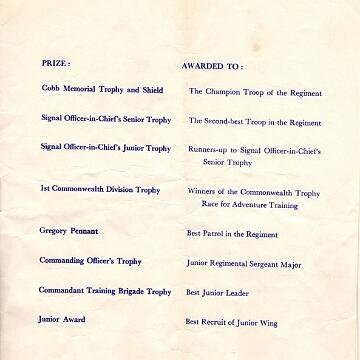 PRIZE : AWARDED TO :
Cobb Memorial Trophy and Shield The Champion Troop of the Regiment
Signal Officer-in-Chief's Senior Trophy The Second-best Troop in the Regiment
Signal Officer-in-Chief's Junior Trophy Runners-up to Signal Officer-in-Chief's
Senior Trophy
1st Commonwealth Division Trophy Winners of the Commonwealth Trophy
Race for Adventure Training
Gregory Pennant Best Patrol in the Regiment
Commanding Officer's Trophy Junior Regimental Sergeant Major
Commandant Training Brigade Trophy Best Junior Leader
Junior Award Best Recruit of Junior Wing